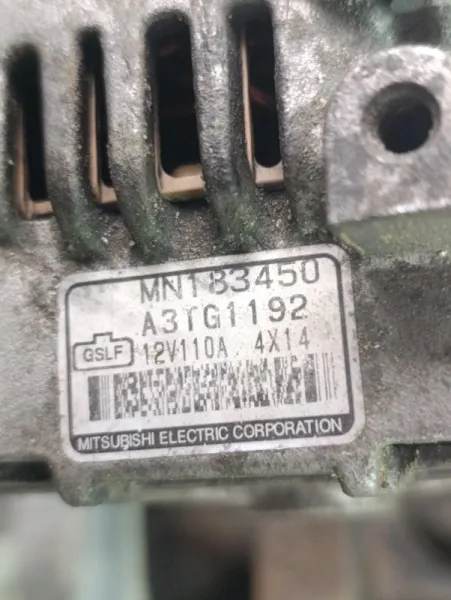 MN183450
A3TG1192
GSLF 12V110A 4X14
MITSUBISHI ELECTRIC CORPORATION